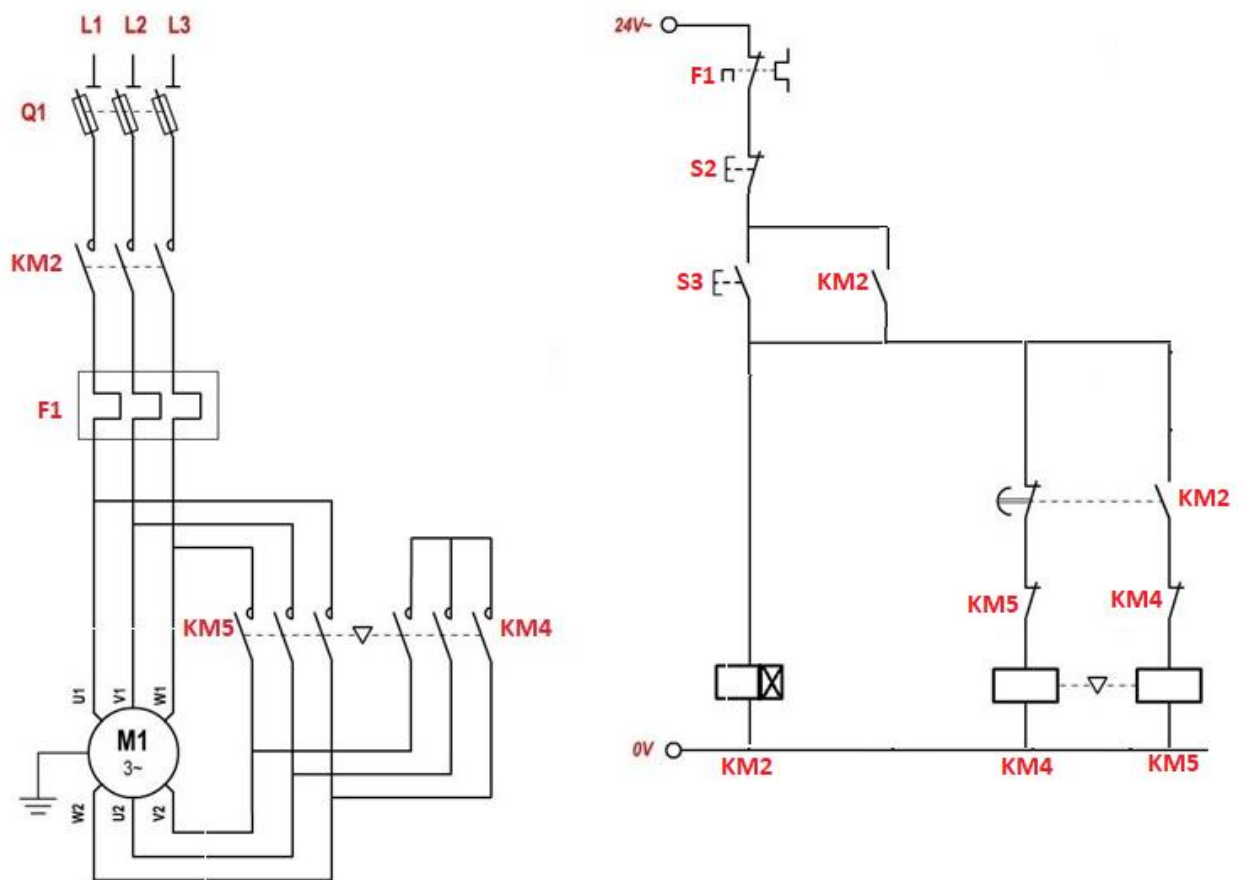 L1 L2 L3
Q1
KM2
F1
KM5 KM4
U1 V1 W1
M1
3~
W2 U2 V2
24V~
F1
S2
S3 KM2
KM2
KM5 KM4
0V
KM2 KM4 KM5